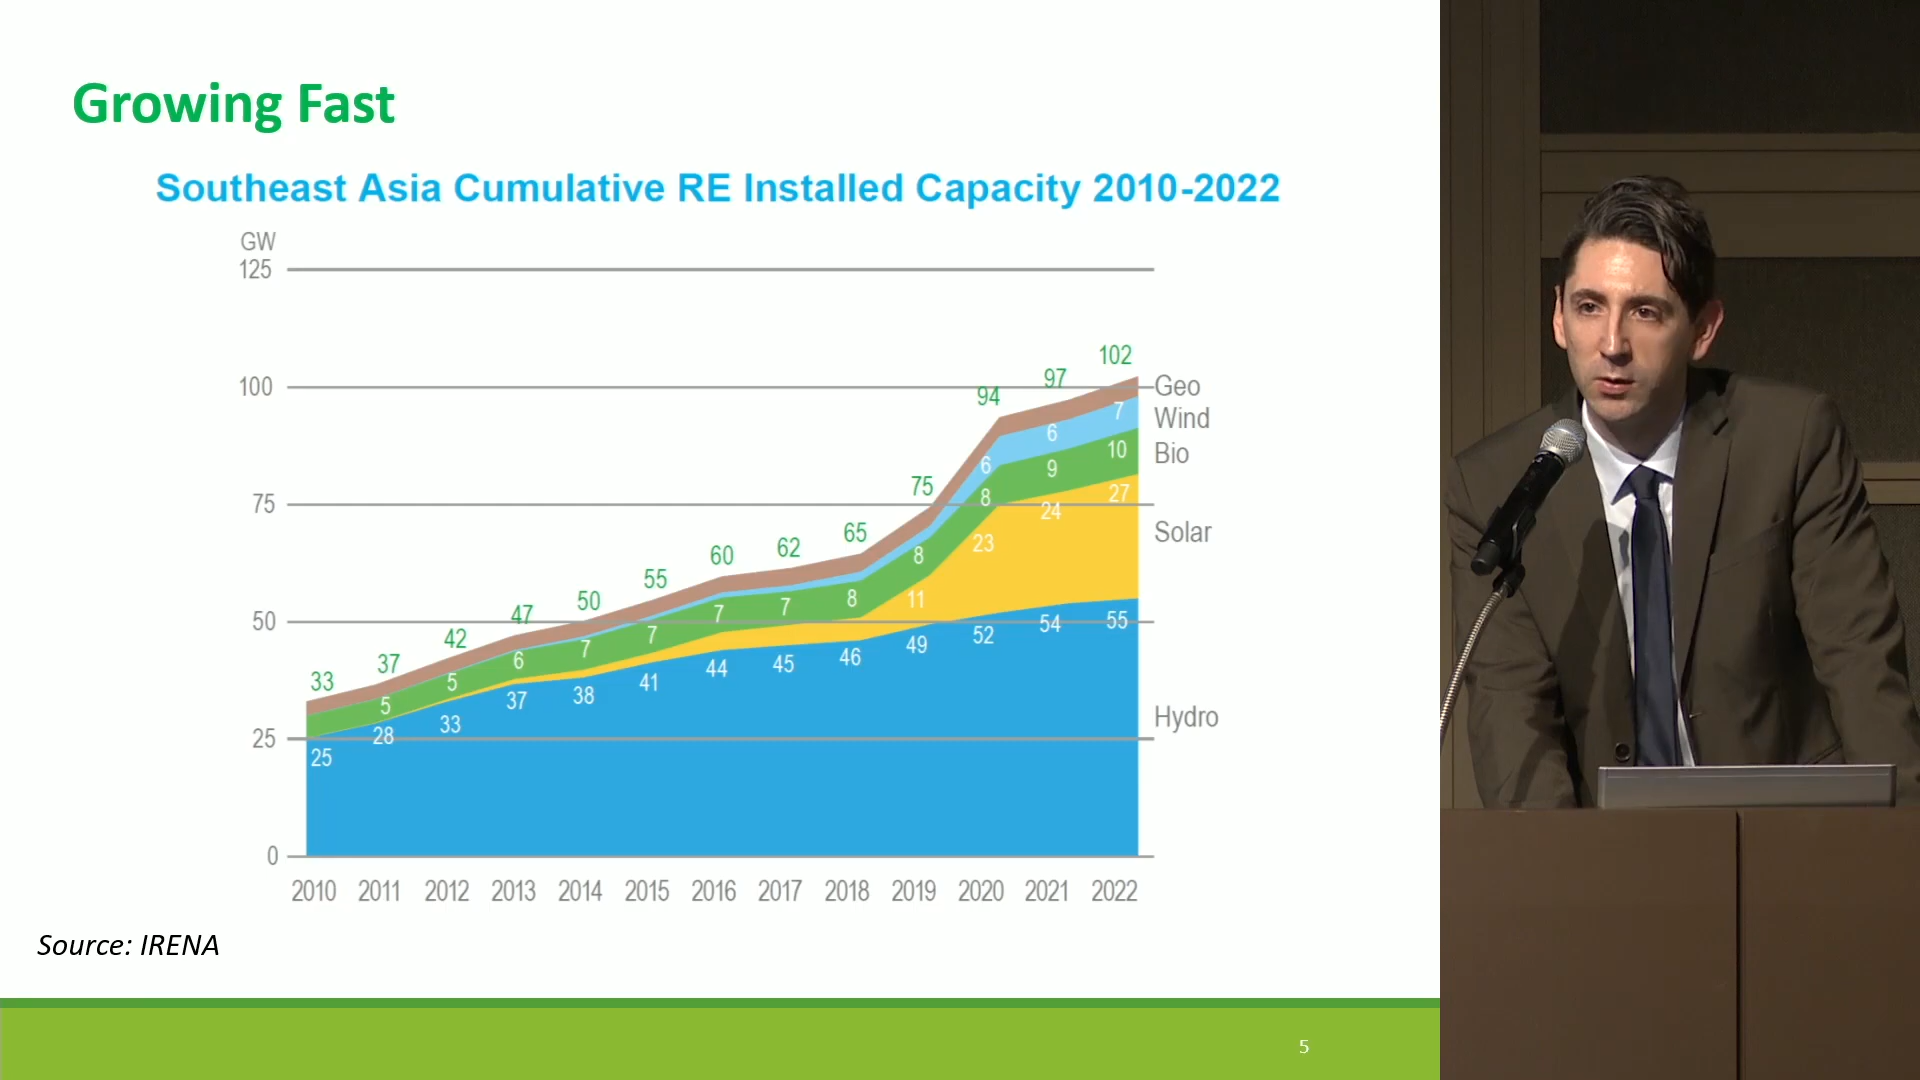 Growing Fast
Southeast Asia Cumulative RE Installed Capacity 2010-2022
GW
125
100
75
50
25
0
33 37 42 47 50 55 60 62 65 75 94 97 102
6 6 7
5 5 6 7 7 7 7 8 8 8 9 10
11 23 24 27
25 28 33 37 38 41 44 45 46 49 52 54 55
Geo
Wind
Bio
Solar
Hydro
2010 2011 2012 2013 2014 2015 2016 2017 2018 2019 2020 2021 2022
Source: IRENA
5